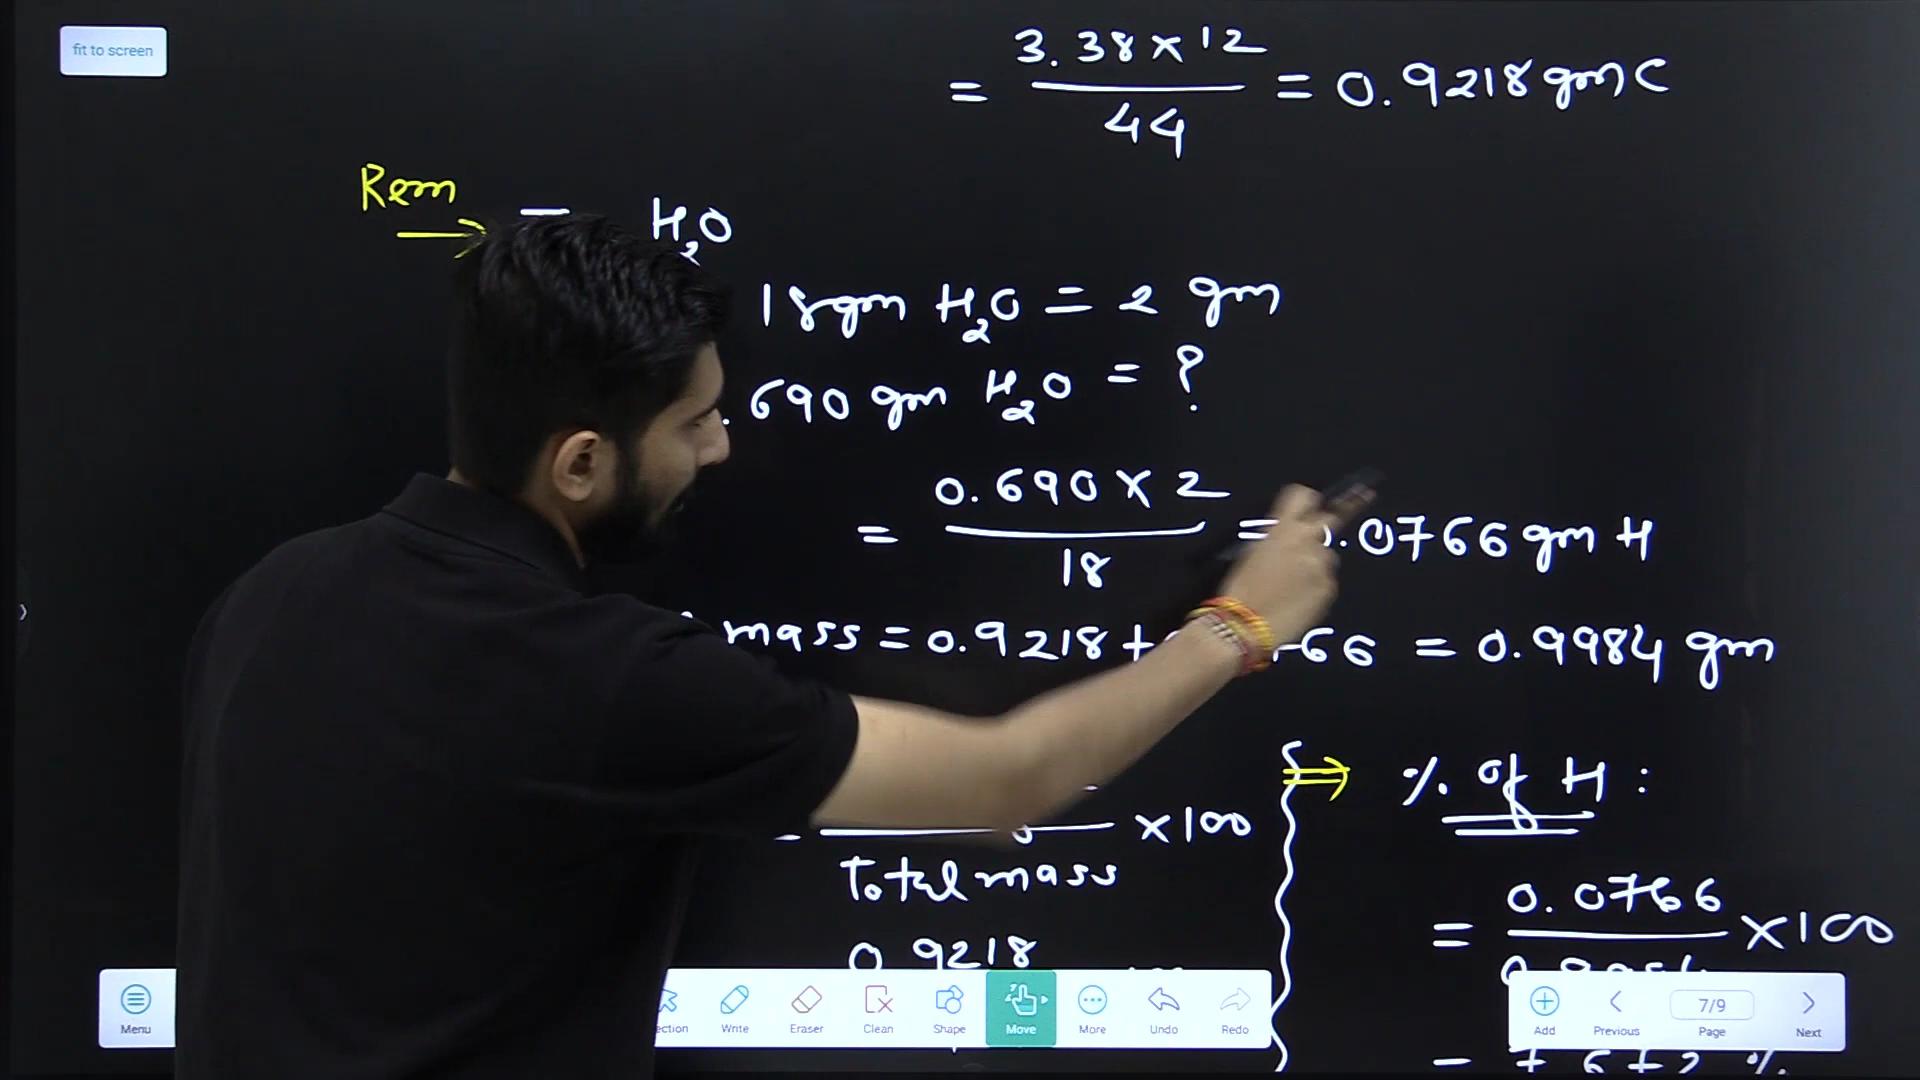 fit to screen
= 3.38 × 12 / 44 = 0.9218 gm C
Rem
H₂O
18 gm H₂O = 2 gm
.690 gm H₂O = ?
= 0.690 × 2 / 18 = 0.0766 gm H
mass = 0.9218 + 66 = 0.9984 gm
% of H :
× 100
Total mass
0.9218
= 0.0766 × 100
Menu
Write
Eraser
Clean
Shape
Move
More
Undo
Redo
Add
Previous
7/9
Page
Next